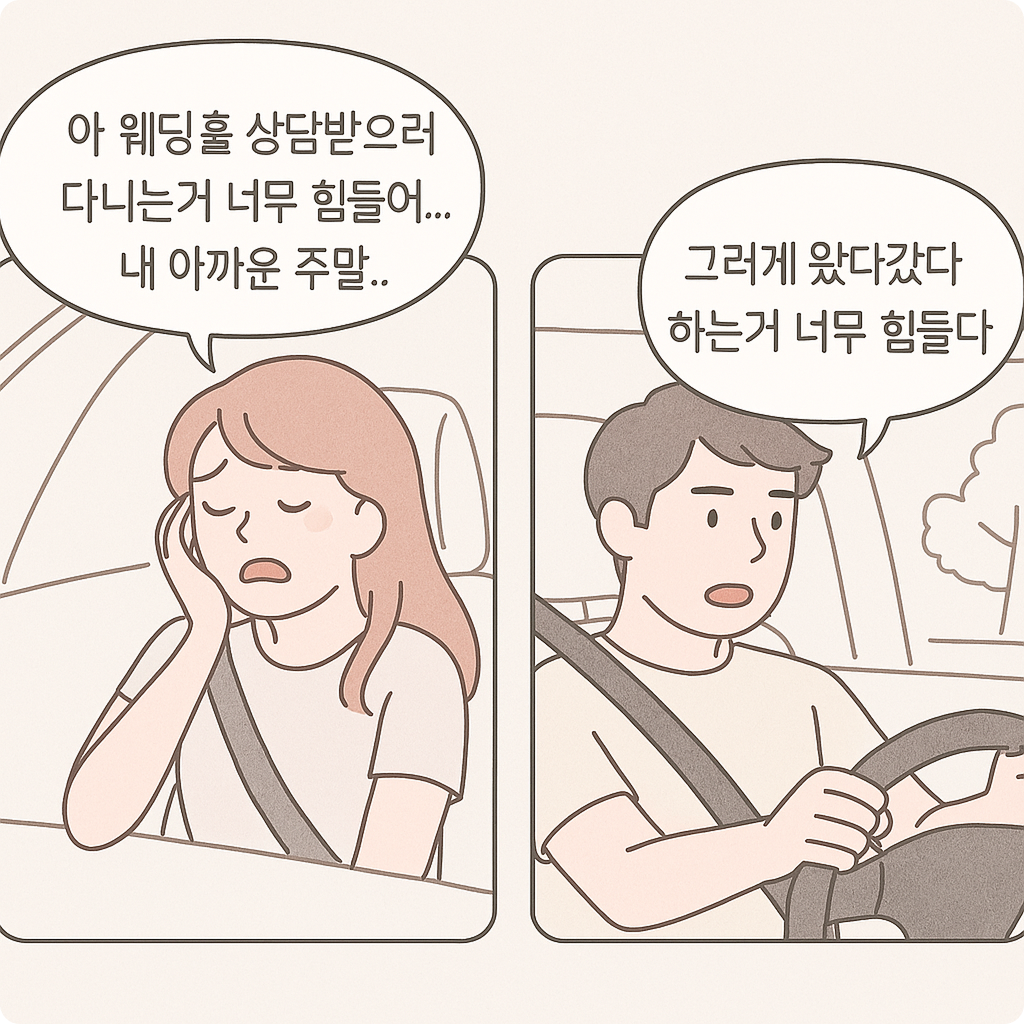 아 웨딩홀 상담받으러
다니는거 너무 힘들어...
내 아까운 주말..
그러게 왔다갔다
하는거 너무 힘들다